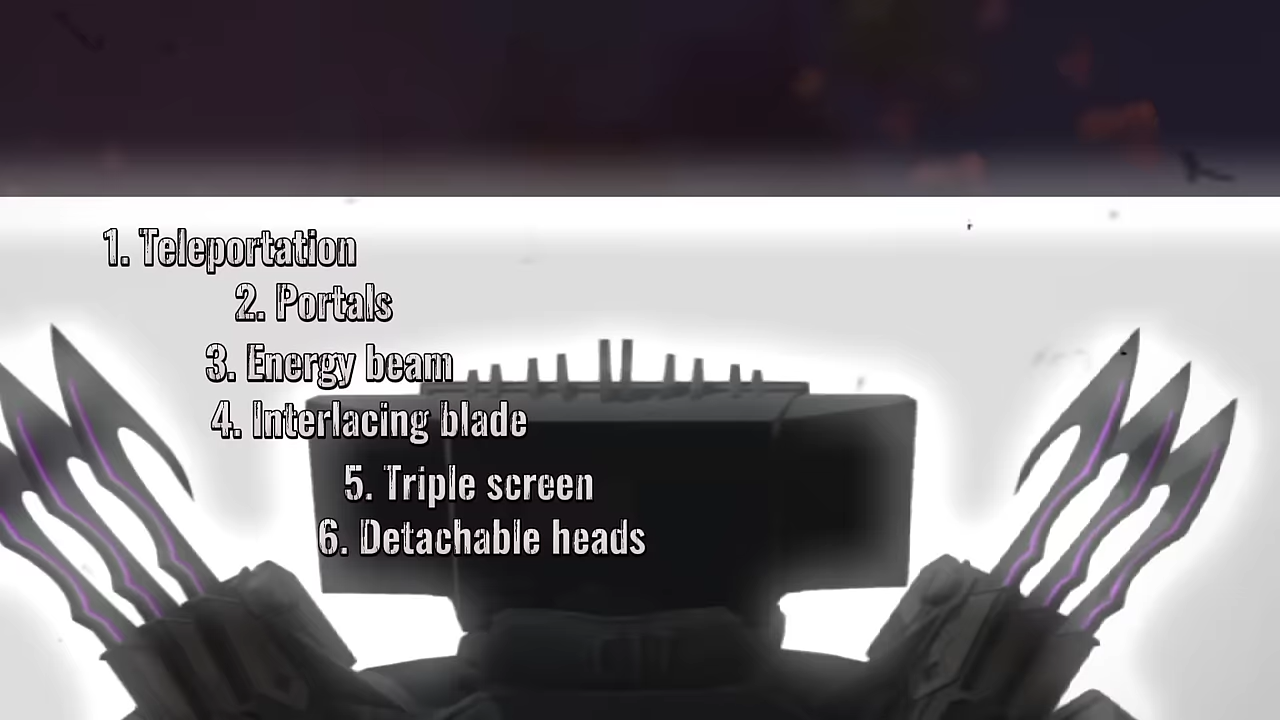 1. Teleportation
2. Portals
3. Energy beam
4. Interlacing blade
5. Triple screen
6. Detachable heads